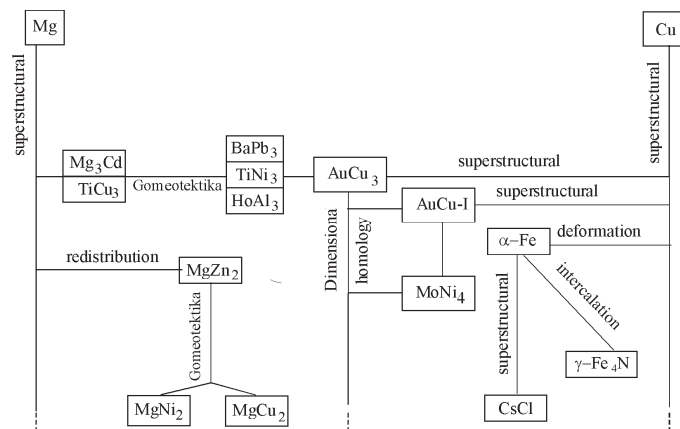 Mg
Cu
superstructural
superstructural
Mg3Cd
TiCu3
Gomeotektika
BaPb3
TiNi3
HoAl3
AuCu3
superstructural
AuCu-I
superstructural
Dimensiona
homology
α-Fe
deformation
redistribution
MgZn2
MoNi4
intercalation
Gomeotektika
superstructural
γ-Fe4N
MgNi2
MgCu2
CsCl